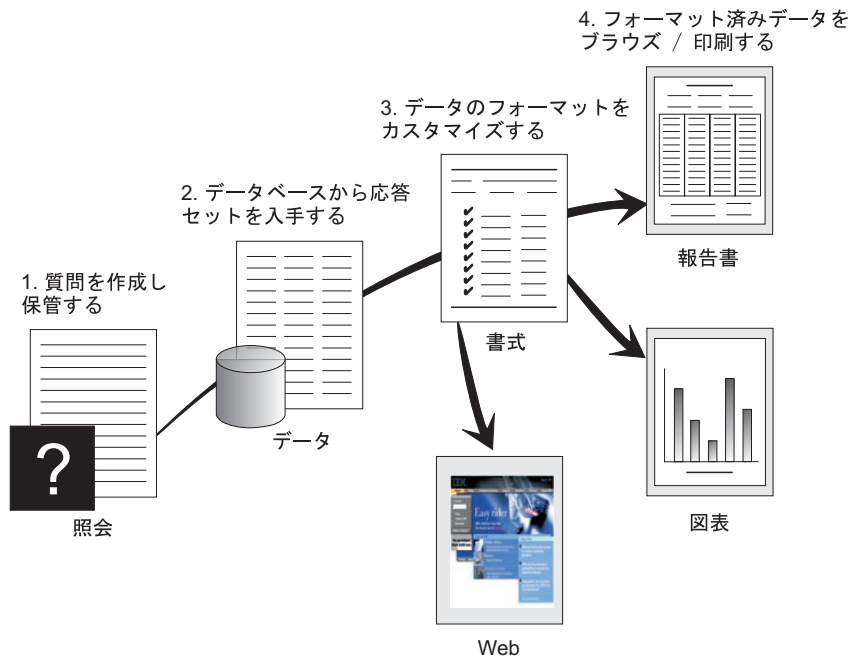 4. フォーマット済みデータを
ブラウズ / 印刷する
3. データのフォーマットを
カスタマイズする
2. データベースから応答
セットを入手する
1. 質問を作成し
保管する
報告書
書式
データ
?
照会
図表
IBM
Easy rider
Web